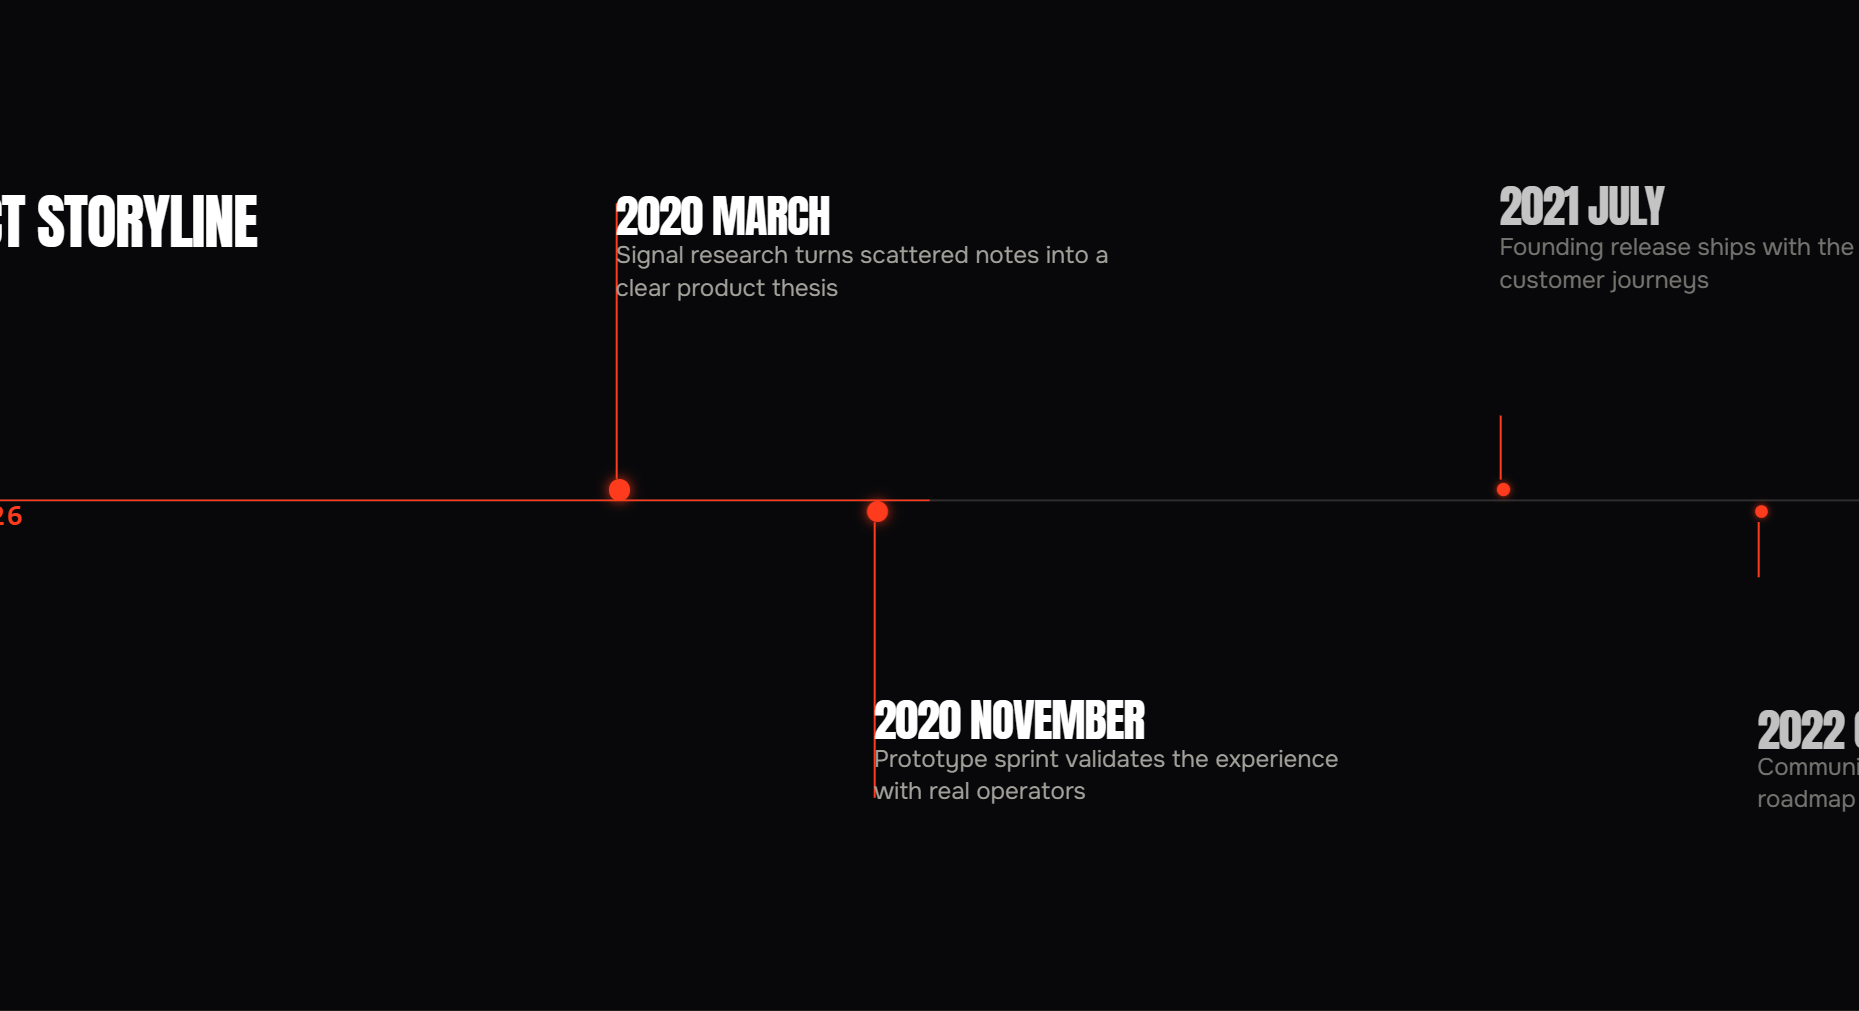 STORYLINE
26
2020 MARCH
Signal research turns scattered notes into a
clear product thesis
2020 NOVEMBER
Prototype sprint validates the experience
with real operators
2021 JULY
Founding release ships with the
customer journeys
2022
roadmap